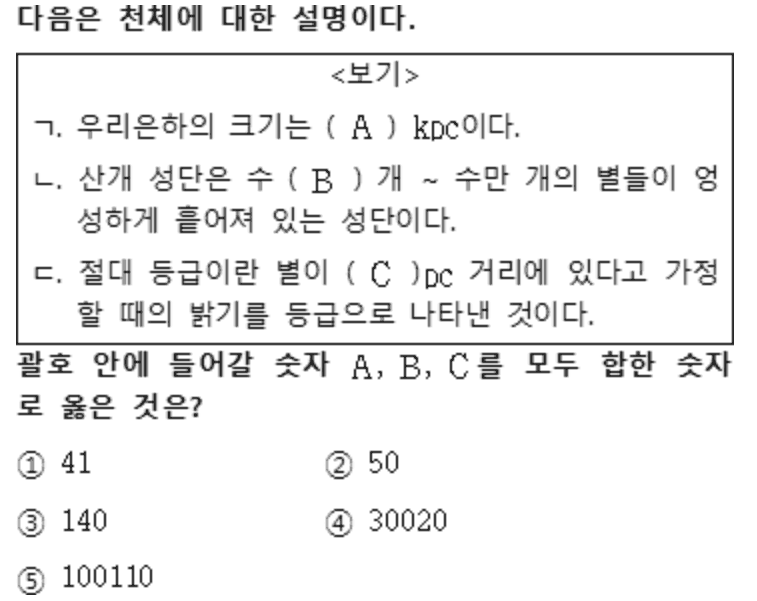 다음은 천체에 대한 설명이다.
<보기>
ㄱ. 우리은하의 크기는 ( A ) kpc이다.
ㄴ. 산개 성단은 수 ( B ) 개 ~ 수만 개의 별들이 엉
성하게 흩어져 있는 성단이다.
ㄷ. 절대 등급이란 별이 ( C )pc 거리에 있다고 가정
할 때의 밝기를 등급으로 나타낸 것이다.
괄호 안에 들어갈 숫자 A, B, C를 모두 합한 숫자
로 옳은 것은?
① 41 ② 50
③ 140 ④ 30020
⑤ 100110